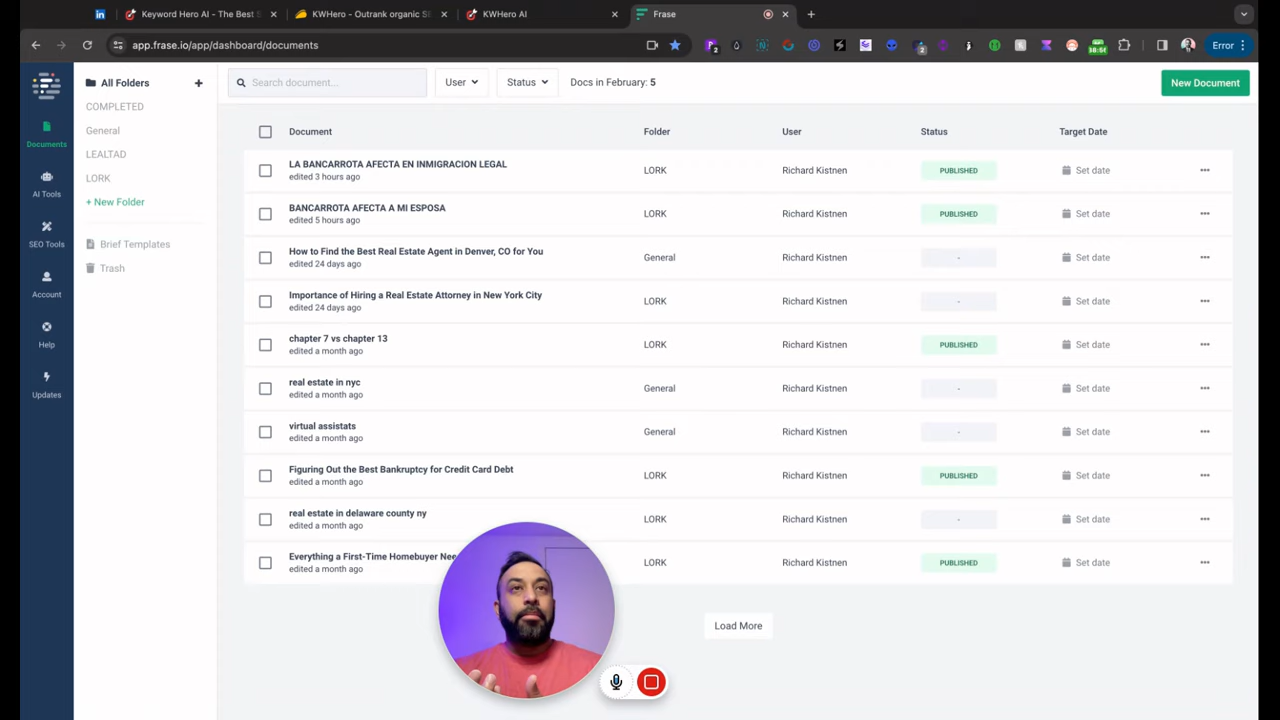 Keyword Hero AI - The Best S
KWHero - Outrank organic SE
KWHero AI
Frase
app.frase.io/app/dashboard/documents
2
2
18:50
Error
Documents
AI Tools
SEO Tools
Account
Help
Updates
All Folders
COMPLETED
General
LEALTAD
LORK
+ New Folder
Brief Templates
Trash
Search document...
User
Status
Docs in February: 5
New Document
Document Folder User Status Target Date
LA BANCARROTA AFECTA EN INMIGRACION LEGAL
edited 3 hours ago
LORK Richard Kistnen PUBLISHED Set date
BANCARROTA AFECTA A MI ESPOSA
edited 5 hours ago
LORK Richard Kistnen PUBLISHED Set date
How to Find the Best Real Estate Agent in Denver, CO for You
edited 24 days ago
General Richard Kistnen - Set date
Importance of Hiring a Real Estate Attorney in New York City
edited 24 days ago
LORK Richard Kistnen - Set date
chapter 7 vs chapter 13
edited a month ago
LORK Richard Kistnen PUBLISHED Set date
real estate in nyc
edited a month ago
General Richard Kistnen - Set date
virtual assistats
edited a month ago
General Richard Kistnen - Set date
Figuring Out the Best Bankruptcy for Credit Card Debt
edited a month ago
LORK Richard Kistnen PUBLISHED Set date
real estate in delaware county ny
edited a month ago
LORK Richard Kistnen - Set date
Everything a First-Time Homebuyer Nee
edited a month ago
LORK Richard Kistnen PUBLISHED Set date
Load More